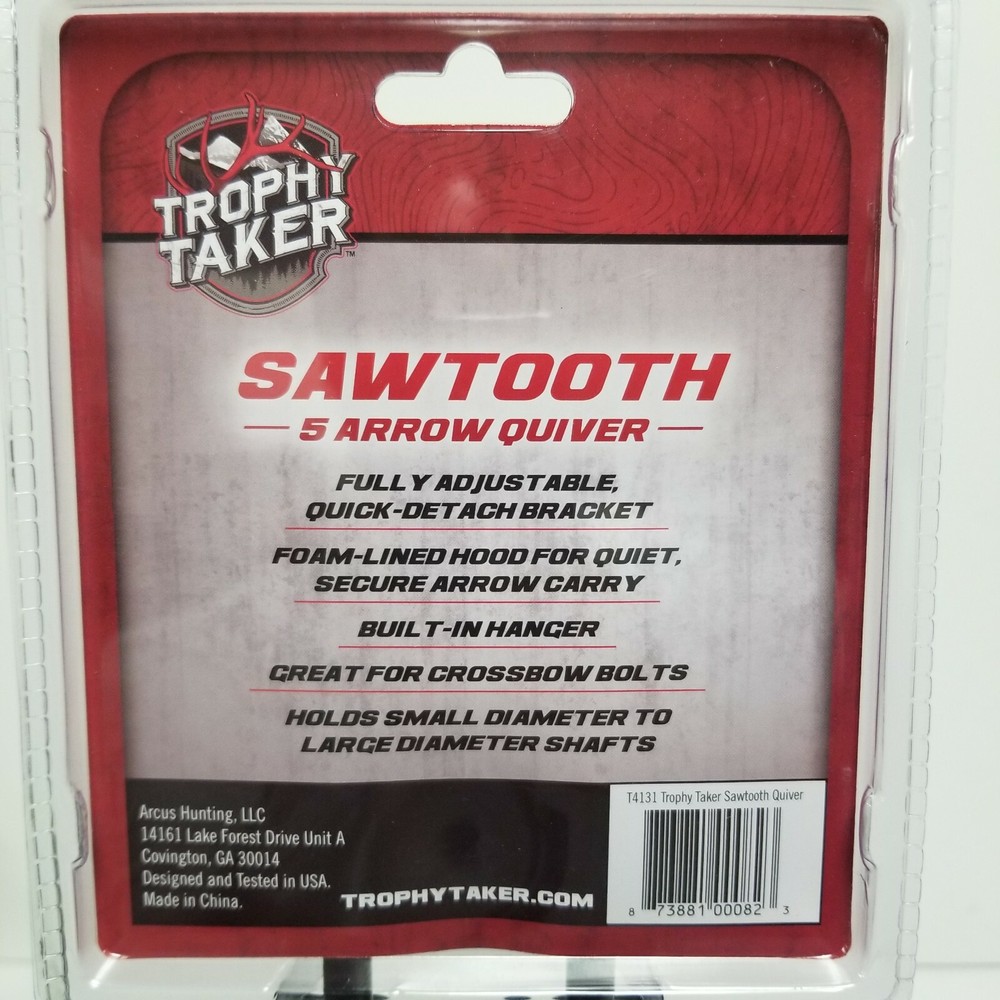 TROPHY
TAKER
TM
SAWTOOTH
5 ARROW QUIVER
FULLY ADJUSTABLE,
QUICK-DETACH BRACKET
FOAM-LINED HOOD FOR QUIET,
SECURE ARROW CARRY
BUILT-IN HANGER
GREAT FOR CROSSBOW BOLTS
HOLDS SMALL DIAMETER TO
LARGE DIAMETER SHAFTS
Arcus Hunting, LLC
14161 Lake Forest Drive Unit A
Covington, GA 30014
Designed and Tested in USA.
Made in China.
TROPHYTAKER.COM
T4131 Trophy Taker Sawtooth Quiver
8 73881 00082 3